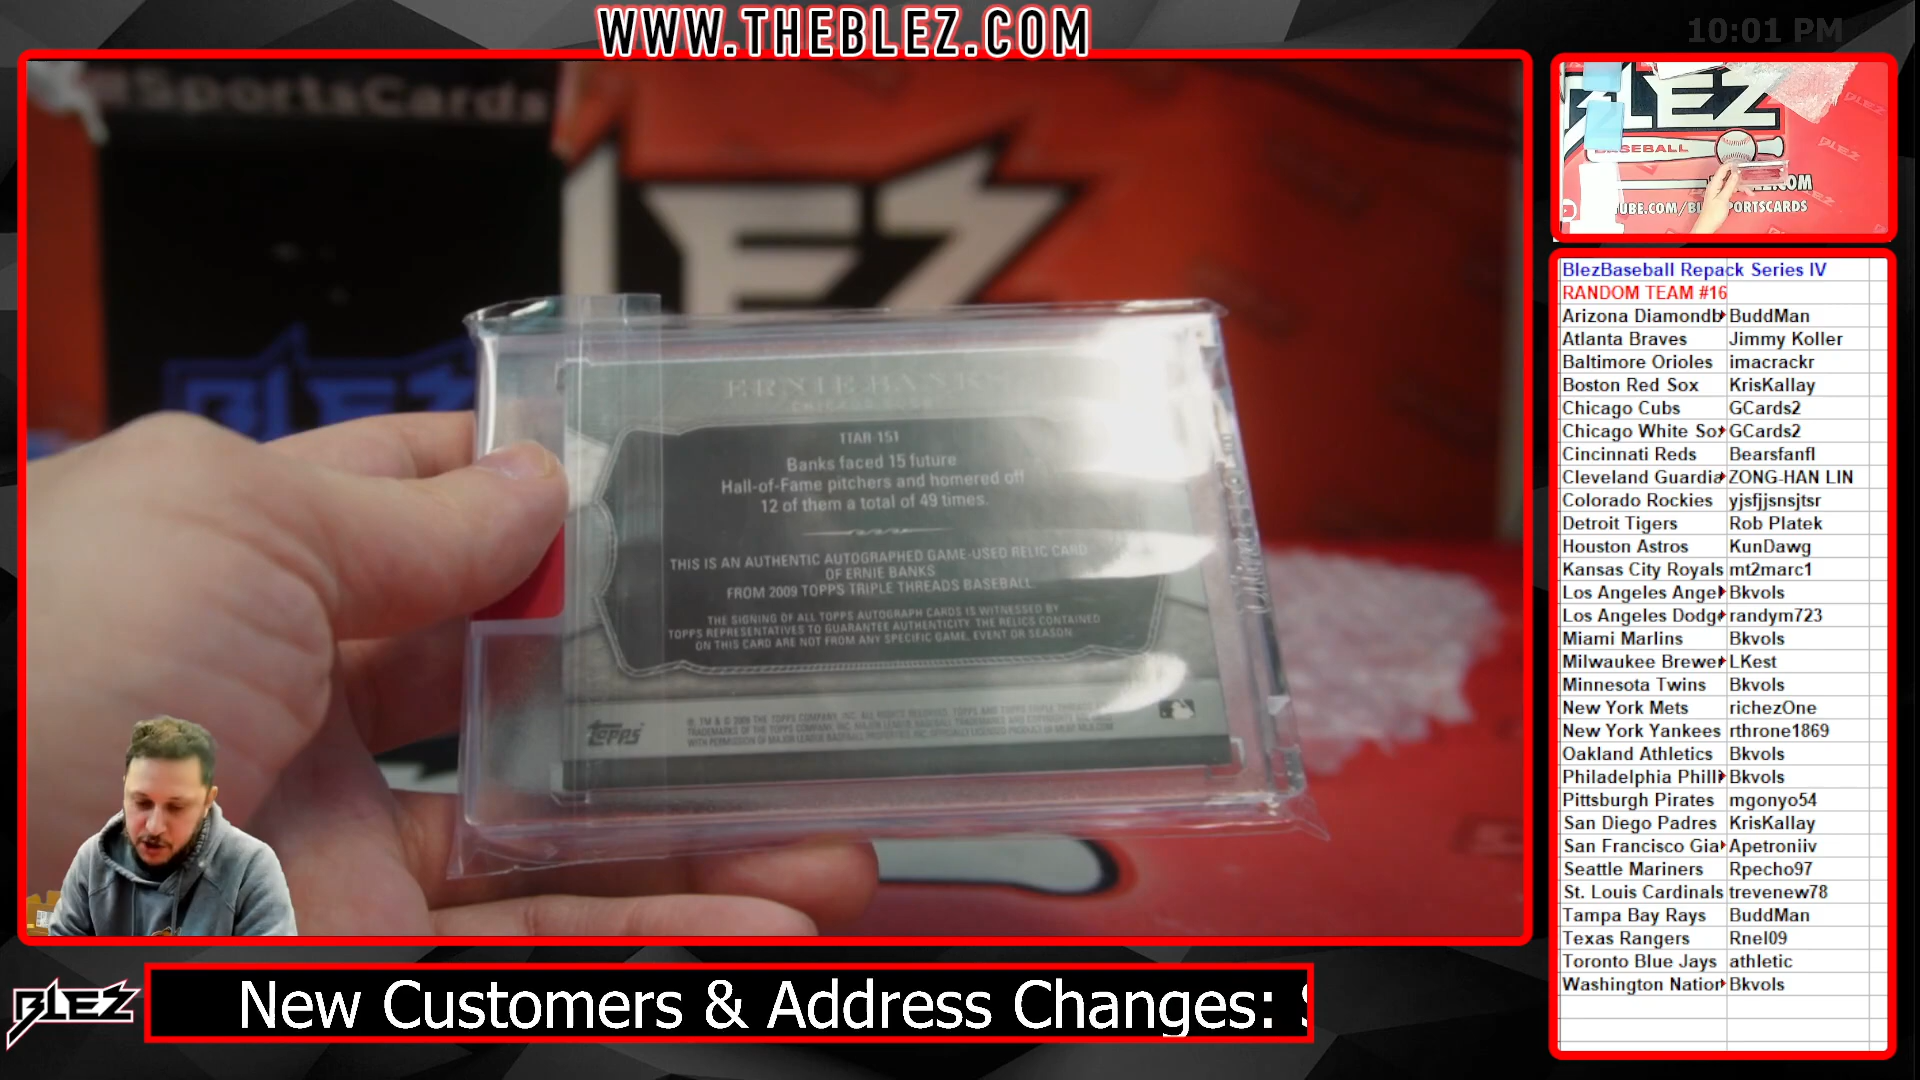 WWW.THEBLEZ.COM
10:01 PM
#SportsCards
BLEZ
BLEZ
ERNIE BANKS
TTAR-151
Banks faced 15 future
Hall-of-Fame pitchers and homered off
12 of them a total of 49 times.
THIS IS AN AUTHENTIC AUTOGRAPHED GAME-USED RELIC CARD
OF ERNIE BANKS
FROM 2009 TOPPS TRIPLE THREADS BASEBALL
THE SIGNING OF ALL TOPPS AUTOGRAPH CARDS IS WITNESSED BY
TOPPS REPRESENTATIVES TO GUARANTEE AUTHENTICITY. THE RELICS CONTAINED
ON THIS CARD ARE NOT FROM ANY SPECIFIC GAME, EVENT OR SEASON.
Topps
BLEZ
BASEBALL
BlezBaseball Repack Series IV
RANDOM TEAM #16
Arizona Diamondb BuddMan
Atlanta Braves Jimmy Koller
Baltimore Orioles imacrackr
Boston Red Sox KrisKallay
Chicago Cubs GCards2
Chicago White So GCards2
Cincinnati Reds Bearsfanfl
Cleveland Guardia ZONG-HAN LIN
Colorado Rockies yjsfjjsnsjtsr
Detroit Tigers Rob Platek
Houston Astros KunDawg
Kansas City Royals mt2marc1
Los Angeles Angel Bkvols
Los Angeles Dodg randym723
Miami Marlins Bkvols
Milwaukee Brewer LKest
Minnesota Twins Bkvols
New York Mets richezOne
New York Yankees rthrone1869
Oakland Athletics Bkvols
Philadelphia Philli Bkvols
Pittsburgh Pirates mgonyo54
San Diego Padres KrisKallay
San Francisco Gia Apetroniiv
Seattle Mariners Rpecho97
St. Louis Cardinals trevenew78
Tampa Bay Rays BuddMan
Texas Rangers Rnel09
Toronto Blue Jays athletic
Washington Nation Bkvols
BLEZ
New Customers & Address Changes: